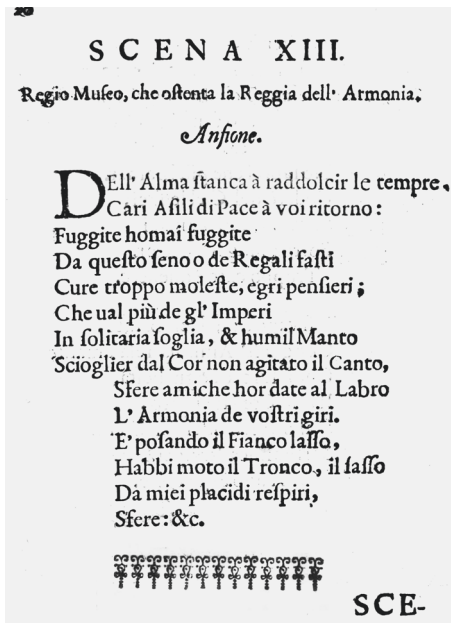 20
SCENA XIII.
Regio Muſeo, che oſtenta la Reggia dell' Armonia.
Anfione.
DEll' Alma ſtanca à raddolcir le tempre,
Cari Aſili di Pace à voi ritorno:
Fuggite homai fuggite
Da queſto ſeno o de Regali faſti
Cure troppo moleſte, egri penſieri;
Che ual più de gl' Imperi
In ſolitaria ſoglia, & humil Manto
Scioglier dal Cor non agitato il Canto,
Sfere amiche hor date al Labro
L' Armonia de voſtri giri.
E' poſando il Fianco laſſo,
Habbi moto il Tronco, il ſaſſo
Da miei placidi reſpiri,
Sfere: &c.
SCE-